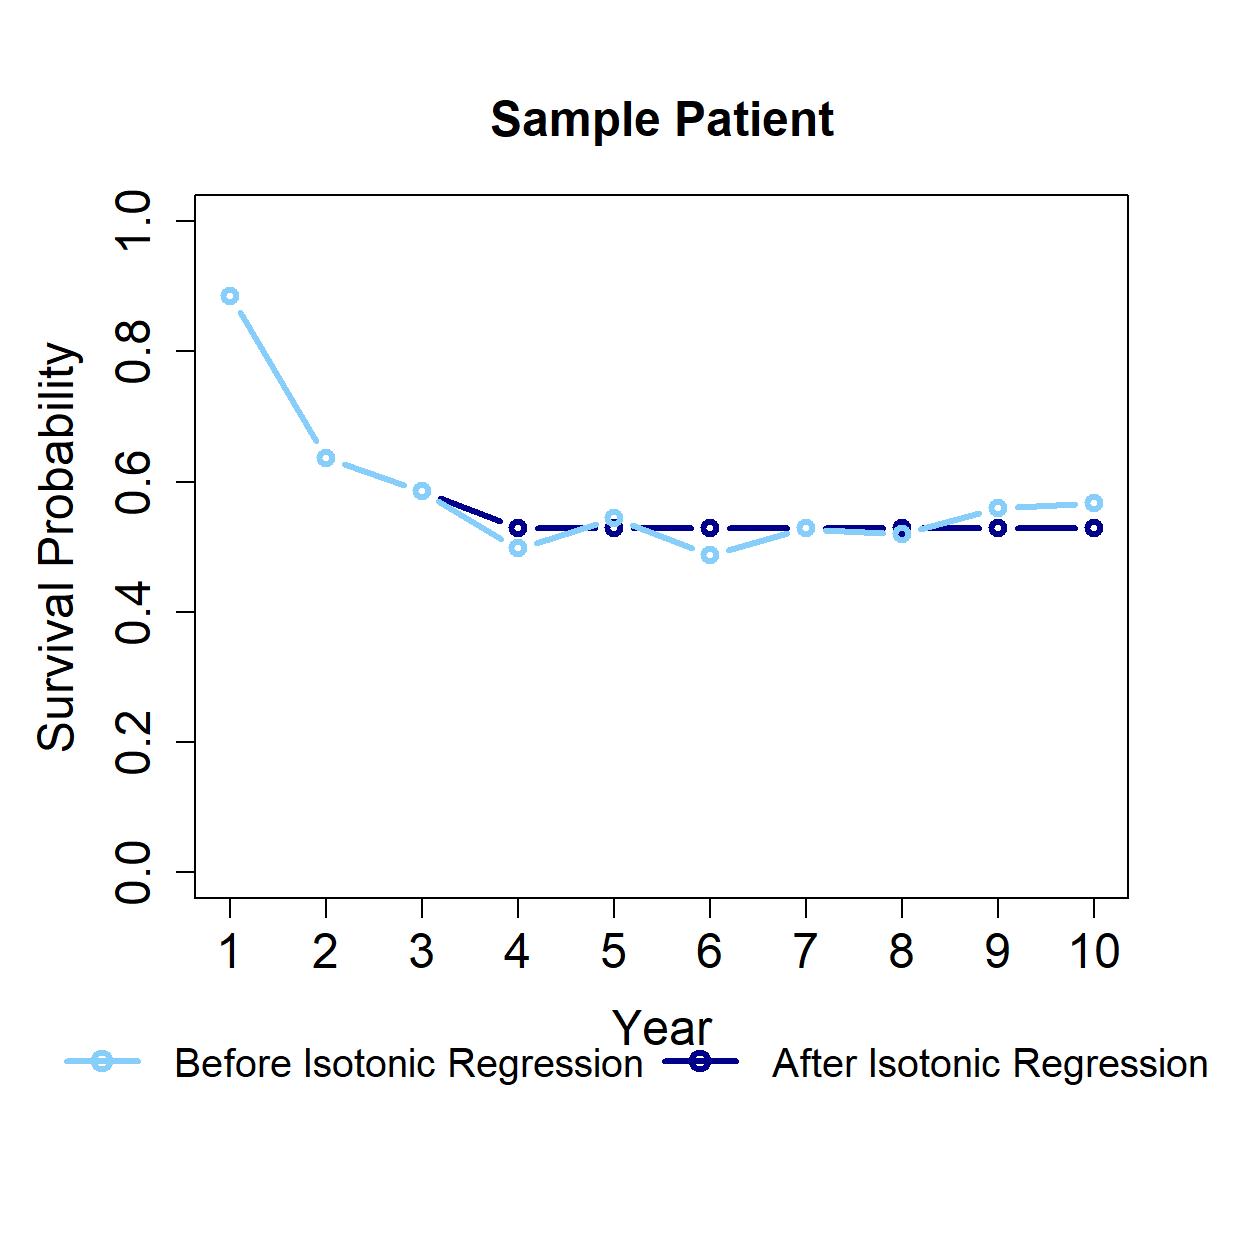 Sample Patient
Survival Probability
1.0
0.8
0.6
0.4
0.2
0.0
1 2 3 4 5 6 7 8 9 10
Year
Before Isotonic Regression After Isotonic Regression